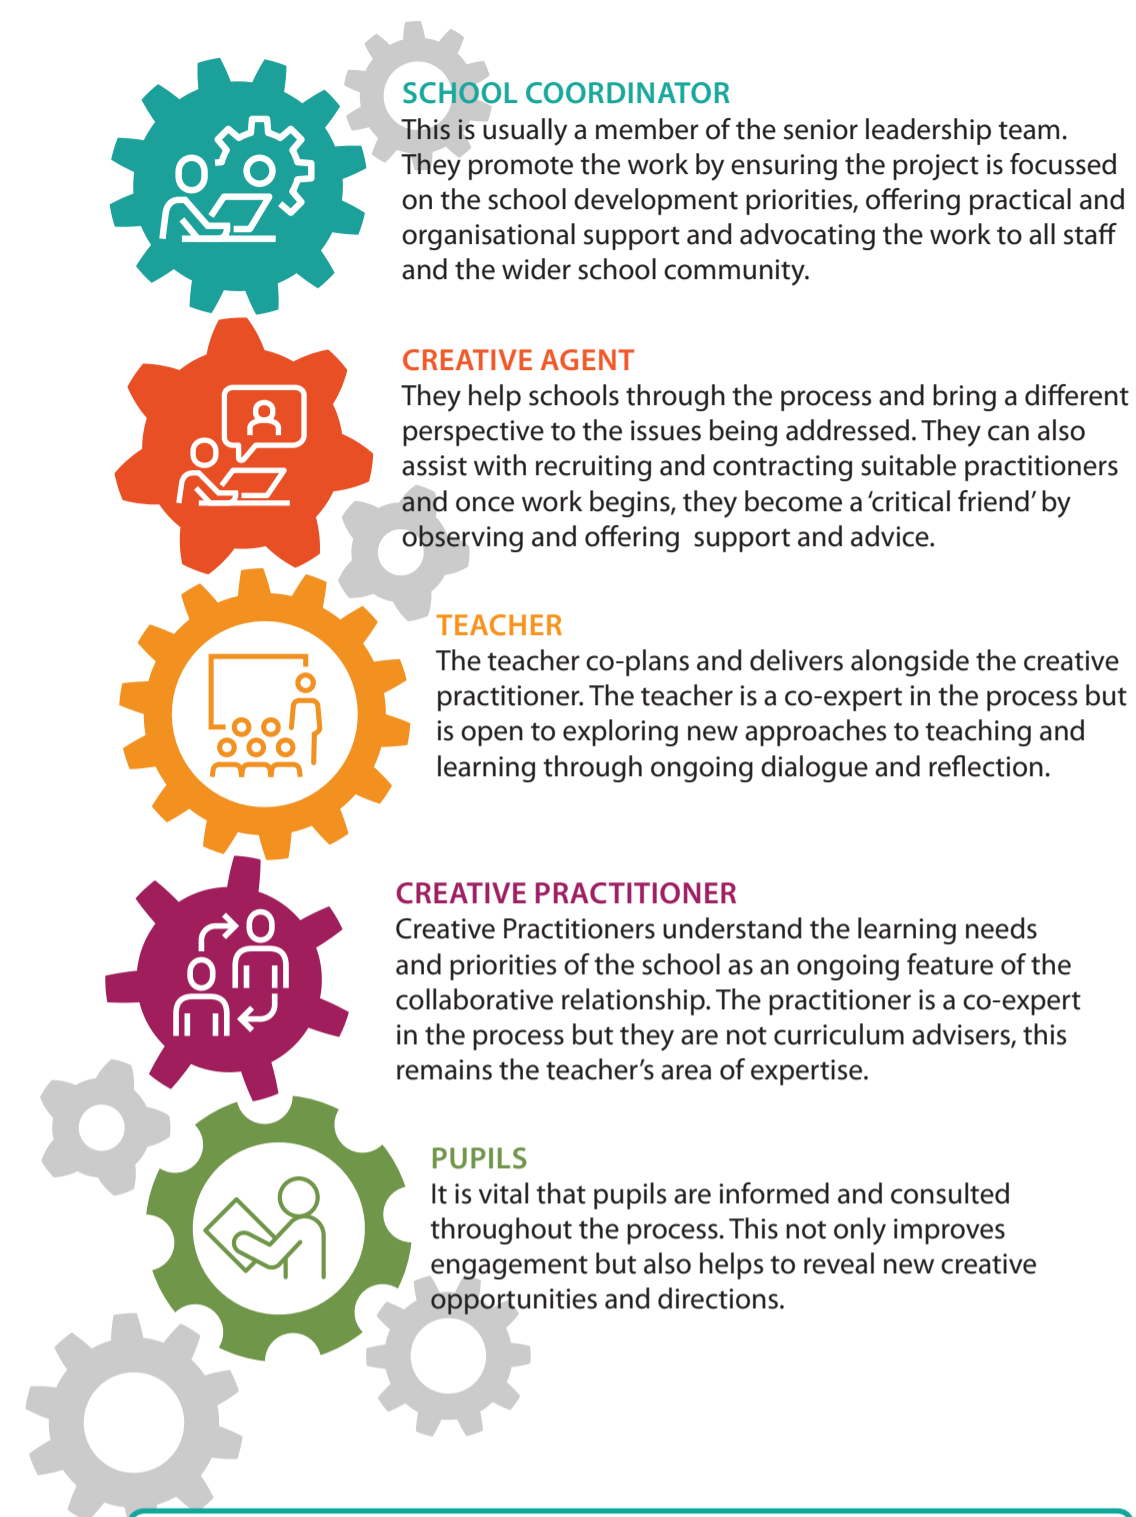 SCHOOL COORDINATOR
This is usually a member of the senior leadership team.
They promote the work by ensuring the project is focussed
on the school development priorities, offering practical and
organisational support and advocating the work to all staff
and the wider school community.
CREATIVE AGENT
They help schools through the process and bring a different
perspective to the issues being addressed. They can also
assist with recruiting and contracting suitable practitioners
and once work begins, they become a ‘critical friend’ by
observing and offering  support and advice.
TEACHER
The teacher co-plans and delivers alongside the creative
practitioner. The teacher is a co-expert in the process but
is open to exploring new approaches to teaching and
learning through ongoing dialogue and reflection.
CREATIVE PRACTITIONER
Creative Practitioners understand the learning needs
and priorities of the school as an ongoing feature of the
collaborative relationship. The practitioner is a co-expert
in the process but they are not curriculum advisers, this
remains the teacher’s area of expertise.
PUPILS
It is vital that pupils are informed and consulted
throughout the process. This not only improves
engagement but also helps to reveal new creative
opportunities and directions.